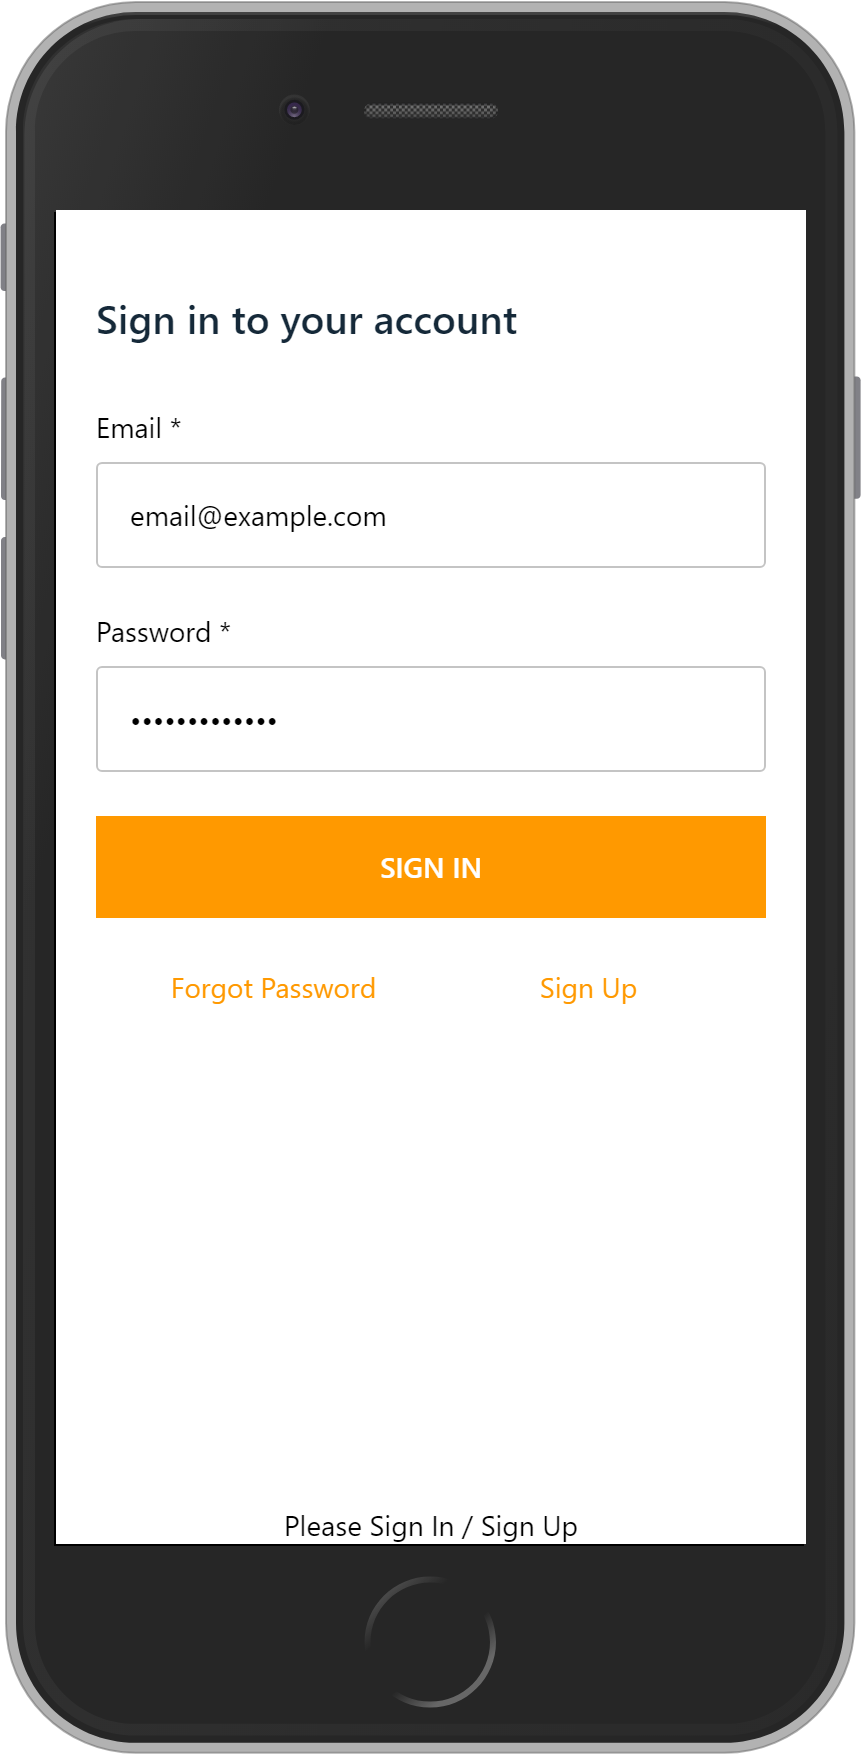 Sign in to your account
Email *
email@example.com
Password *
•••••••••••••
SIGN IN
Forgot Password Sign Up
Please Sign In / Sign Up